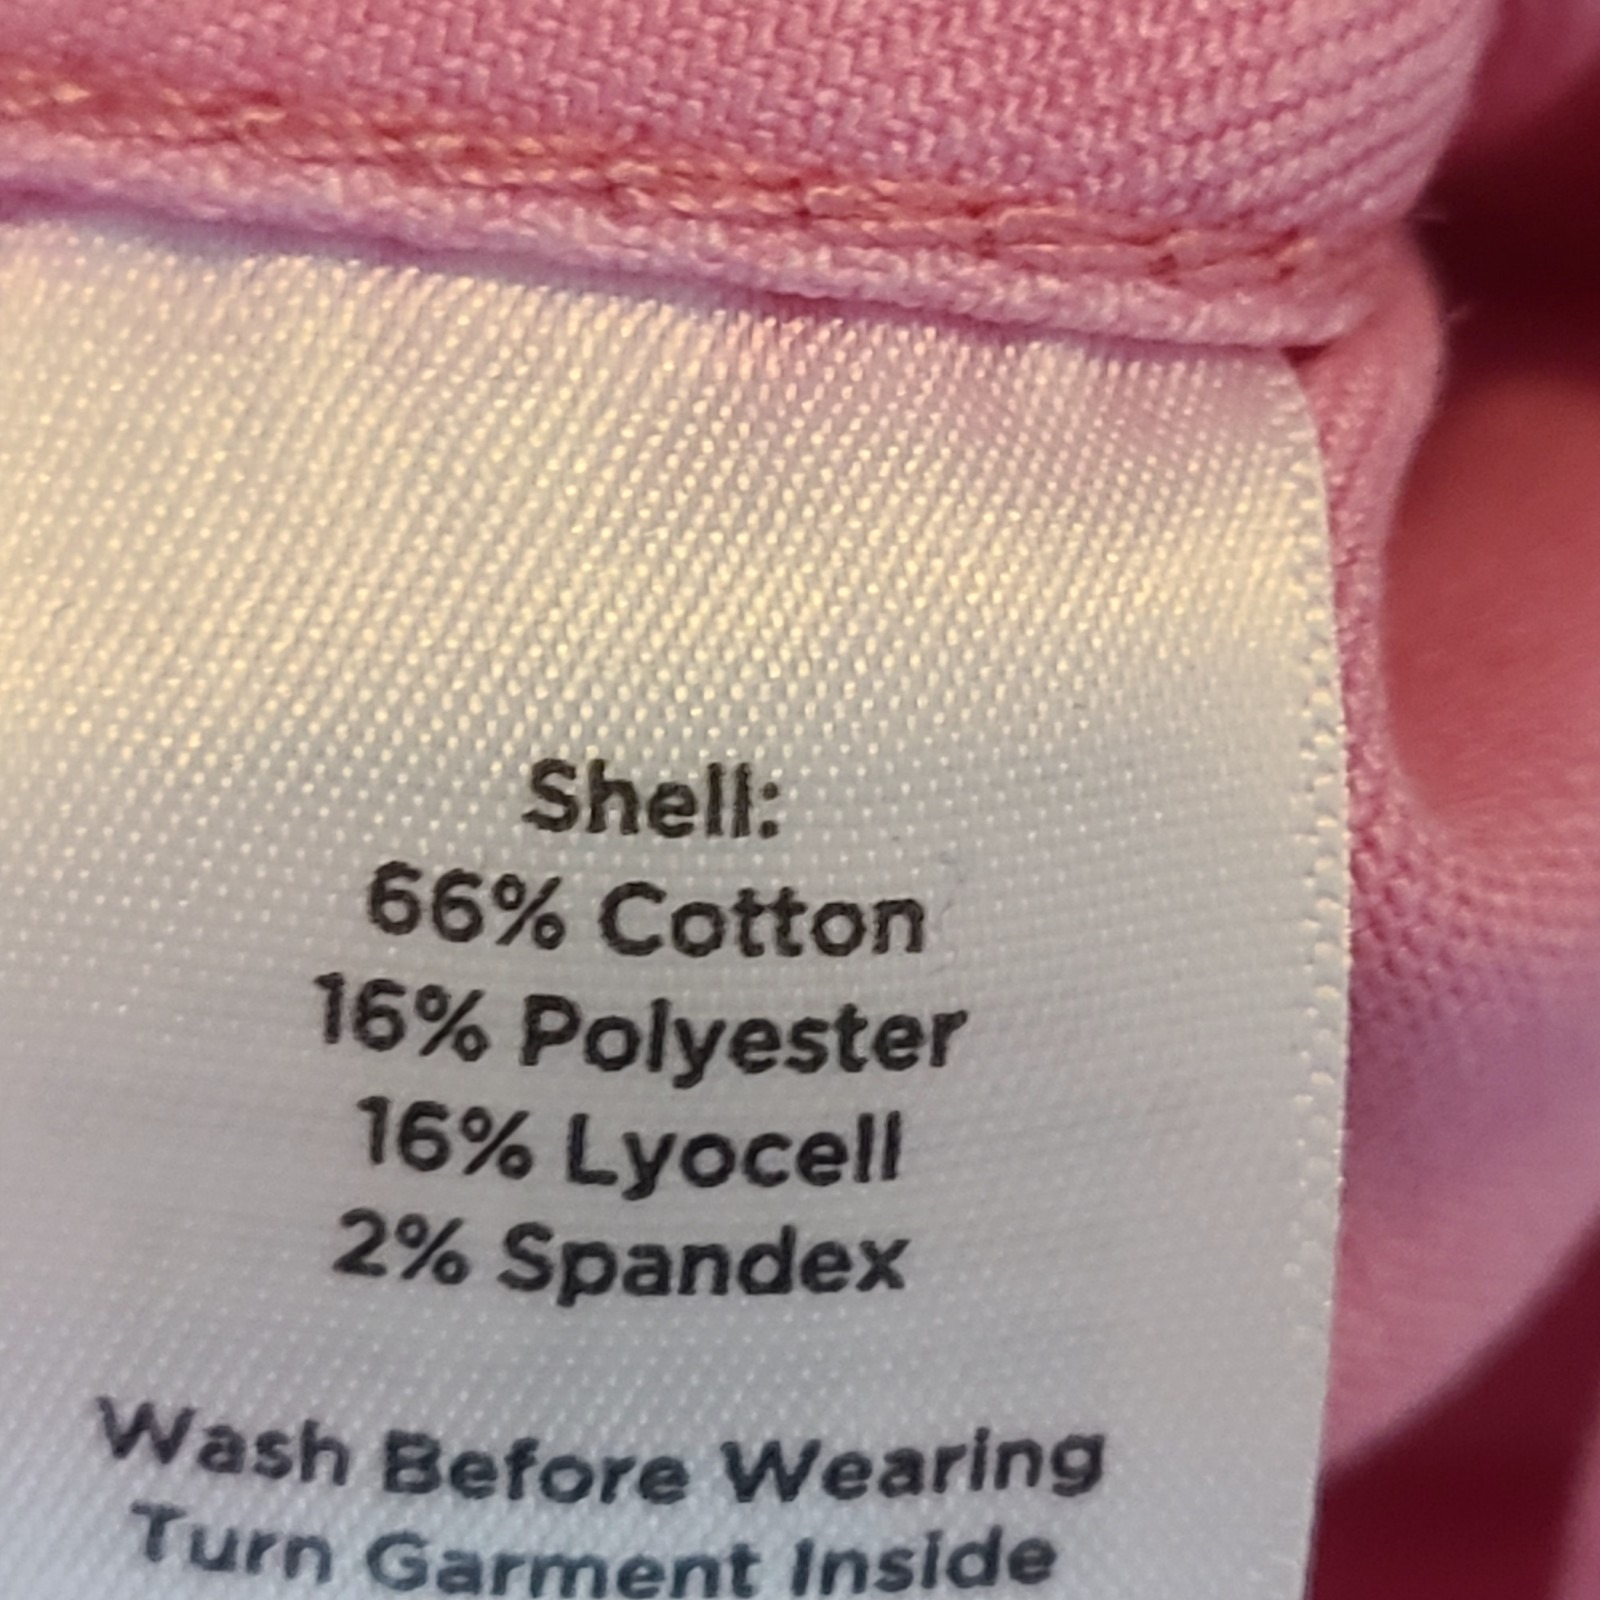 Shell:
66% Cotton
16% Polyester
16% Lyocell
2% Spandex
Wash Before Wearing
Turn Garment Inside